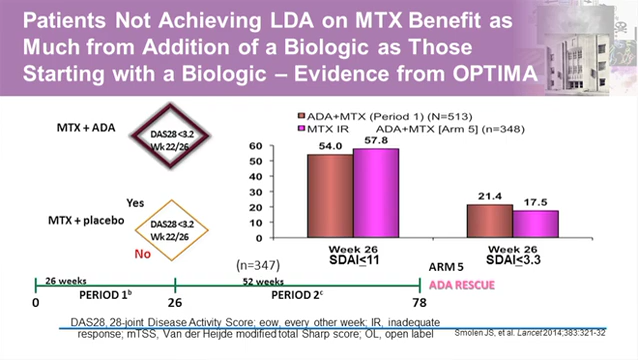 Patients Not Achieving LDA on MTX Benefit as
Much from Addition of a Biologic as Those
Starting with a Biologic – Evidence from OPTIMA
MTX + ADA
DAS28 <3.2
Wk 22/26
Yes
MTX + placebo
DAS28 <3.2
Wk22/26
No
ADA+MTX (Period 1) (N=513)
MTX IR ADA+MTX [Arm 5] (n=348)
60
50
40
30
20
10
0
54.0
57.8
21.4
17.5
Week 26
SDAI≤11
Week 26
SDAI≤3.3
(n=347)
ARM 5
ADA RESCUE
26 weeks
52 weeks
0
PERIOD 1ᵇ
26
PERIOD 2ᶜ
78
DAS28, 28-joint Disease Activity Score; eow, every other week; IR, inadequate
response; mTSS, Van der Heijde modified total Sharp score; OL, open label
Smolen JS, et al. Lancet 2014;383:321-32